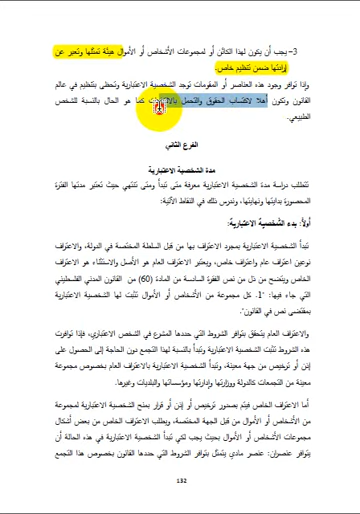 3– يجب أن يكون لهذا الكائن أو لمجموعات الأشخاص أو الأموال هيئة تمثلها وتعبر عن
إرادتها ضمن تنظيم خاص.
وإذا توافر وجود هذه العناصر أو المقومات توجد الشخصية الاعتبارية وتحظى بتنظيم في عالم
القانون وتكون أهلا لاكتساب الحقوق والتحمل كما هو الحال بالنسبة للشخص
الطبيعي.
الفرع الثاني
مدة الشخصية الاعتبارية
تتطلب دراسة مدة الشخصية الاعتبارية معرفة متى تبدأ ومتى تنتهي حيث تعتبر مدتها الفترة
المحصورة بدايتها ونهايتها، وندرس ذلك في النقاط الآتية:
أولاً: بدء الشخصية الاعتبارية:
تبدأ الشخصية الاعتبارية بمجرد الاعتراف بها من قبل السلطة المختصة في الدولة، والاعتراف
نوعين اعتراف عام واعتراف خاص، ويعتبر الاعتراف العام هو الأصل والاستثناء هو الاعتراف
الخاص ويتضح من ذلك من نص الفقرة السادسة من المادة (60) من القانون المدني الفلسطيني
التي جاء فيها: "1. كل مجموعة من الأشخاص أو الأموال تثبت لها الشخصية الاعتبارية
بمقتضى نص في القانون".
والاعتراف العام يتحقق بتوافر الشروط التي حددها المشرع في الشخص الاعتباري، فإذا توافرت
هذه الشروط تثبت الشخصية الاعتبارية وتبدأ بالنسبة لهذا التجمع دون الحاجة إلى الحصول على
إذن أو ترخيص من جهة معينة، وتبدأ الشخصية الاعتبارية بالاعتراف العام بخصوص مجموعة
معينة من التجمعات كالدولة ووزارتها وإدارتها ومؤسساتها والبلديات وغيرها.
أما الاعتراف الخاص فيتم بصدور ترخيص أو إذن أو قرار بمنح الشخصية الاعتبارية لمجموعة
من الأشخاص أو الأموال من قبل الجهة المختصة، ويطلب الاعتراف الخاص من بعض أشكال
مجموعات الأشخاص أو الأموال بحيث يجب لكي تبدأ الشخصية الاعتبارية في هذه الحالة أن
يتوافر عنصران: عنصر مادي يتمثل بتوافر الشروط التي حددها القانون بخصوص هذا التجمع
132